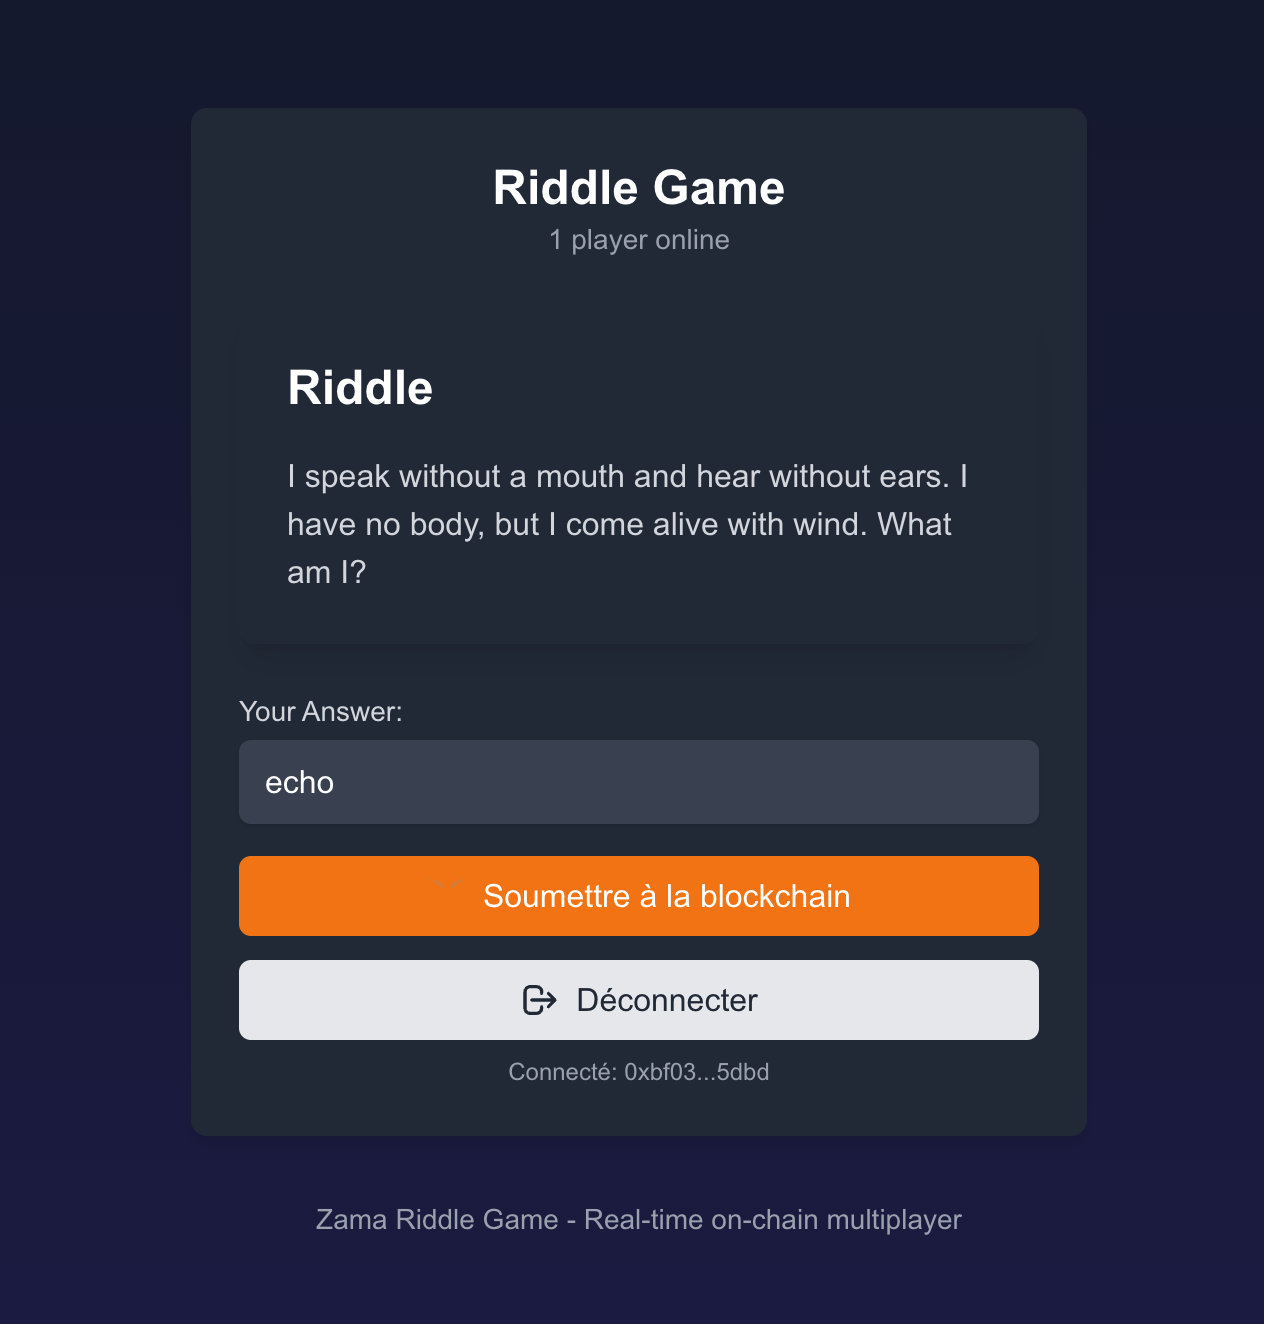 Riddle Game
1 player online
Riddle
I speak without a mouth and hear without ears. I
have no body, but I come alive with wind. What
am I?
Your Answer:
echo
Soumettre à la blockchain
Déconnecter
Connecté: 0xbf03...5dbd
Zama Riddle Game - Real-time on-chain multiplayer